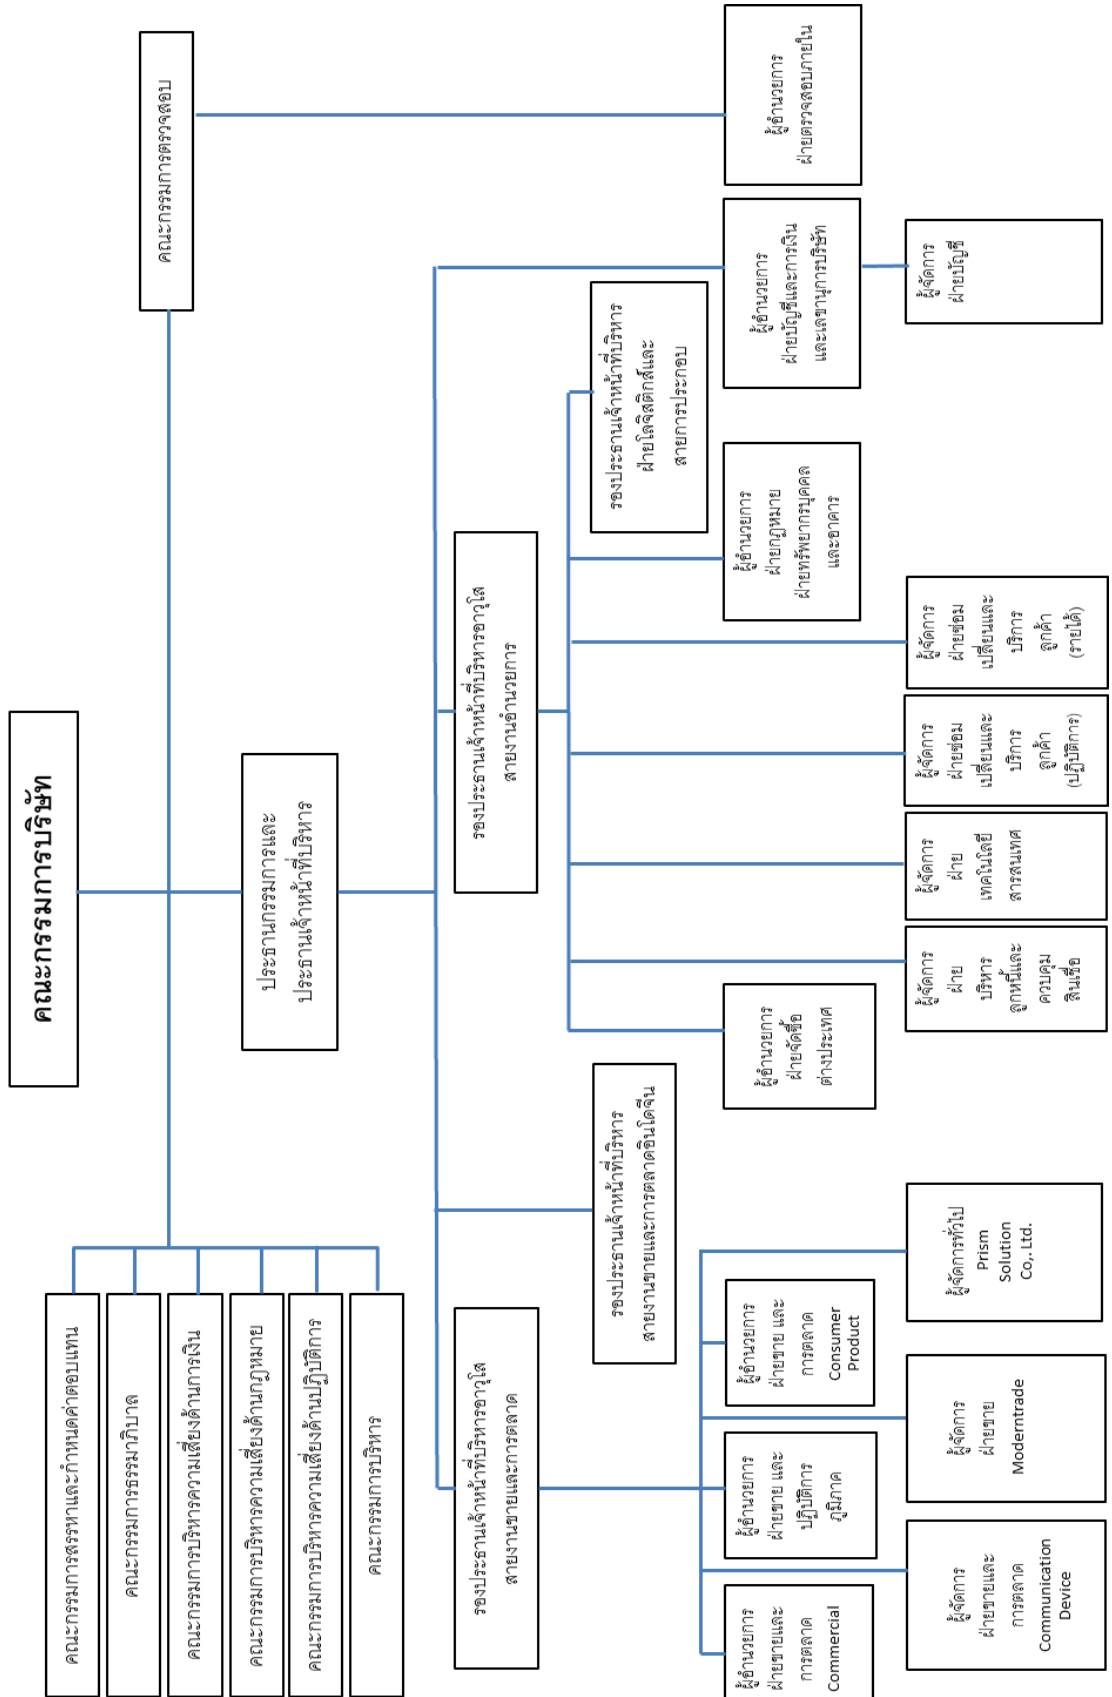 คณะกรรมการบริษัท
คณะกรรมการตรวจสอบ
คณะกรรมการสรรหาและกำหนดค่าตอบแทน
คณะกรรมการธรรมาภิบาล
คณะกรรมการบริหารความเสี่ยงด้านการเงิน
คณะกรรมการบริหารความเสี่ยงด้านกฎหมาย
คณะกรรมการบริหารความเสี่ยงด้านปฏิบัติการ
คณะกรรมการบริหาร
ประธานกรรมการและ
ประธานเจ้าหน้าที่บริหาร
รองประธานเจ้าหน้าที่บริหารอาวุโส
สายงานขายและการตลาด
รองประธานเจ้าหน้าที่บริหารอาวุโส
สายงานอำนวยการ
รองประธานเจ้าหน้าที่บริหาร
สายงานขายและการตลาดอินโดจีน
รองประธานเจ้าหน้าที่บริหาร
ฝ่ายโลจิสติกส์และ
สายการประกอบ
ผู้อำนวยการ
ฝ่ายขายและ
การตลาด
Commercial
ผู้อำนวยการ
ฝ่ายขาย และ
ปฏิบัติการ
ภูมิภาค
ผู้อำนวยการ
ฝ่ายขาย และ
การตลาด
Consumer
Product
ผู้อำนวยการ
ฝ่ายจัดซื้อ
ต่างประเทศ
ผู้อำนวยการ
ฝ่ายกฎหมาย
ฝ่ายทรัพยากรบุคคล
และอาคาร
ผู้อำนวยการ
ฝ่ายบัญชีและการเงิน
และเลขานุการบริษัท
ผู้อำนวยการ
ฝ่ายตรวจสอบภายใน
ผู้จัดการ
ฝ่ายขายและ
การตลาด
Communication
Device
ผู้จัดการ
ฝ่ายขาย
Moderntrade
ผู้จัดการทั่วไป
Prism
Solution
Co,. Ltd.
ผู้จัดการ
ฝ่าย
บริหาร
ลูกหนี้และ
ควบคุม
สินเชื่อ
ผู้จัดการ
ฝ่าย
เทคโนโลยี
สารสนเทศ
ผู้จัดการ
ฝ่ายซ่อม
เปลี่ยนและ
บริการ
ลูกค้า
(ปฏิบัติการ)
ผู้จัดการ
ฝ่ายซ่อม
เปลี่ยนและ
บริการ
ลูกค้า
(รายได้)
ผู้จัดการ
ฝ่ายบัญชี